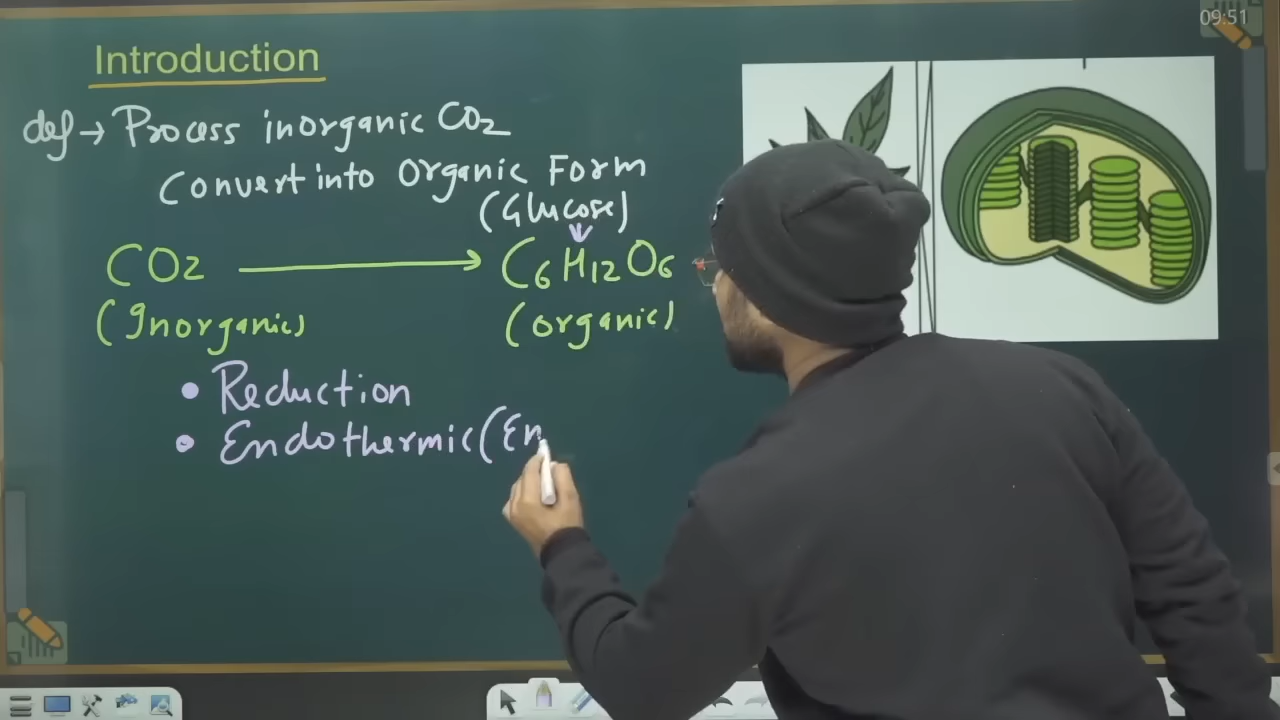 09:51
Introduction
def → Process inorganic CO2
Convert into Organic Form
(Glucose)
CO2 → C6H12O6
(Inorganic) (organic)
• Reduction
• Endothermic (En